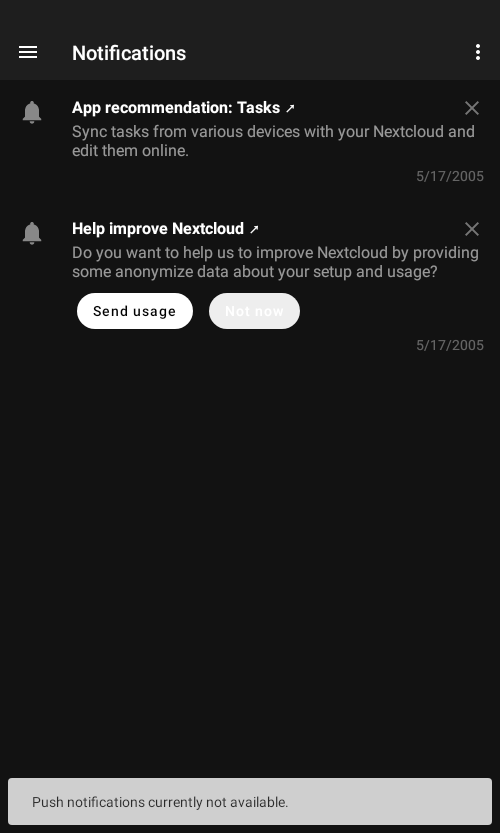 Notifications
App recommendation: Tasks ↗
Sync tasks from various devices with your Nextcloud and
edit them online.
5/17/2005
Help improve Nextcloud ↗
Do you want to help us to improve Nextcloud by providing
some anonymize data about your setup and usage?
Send usage Not now
5/17/2005
Push notifications currently not available.